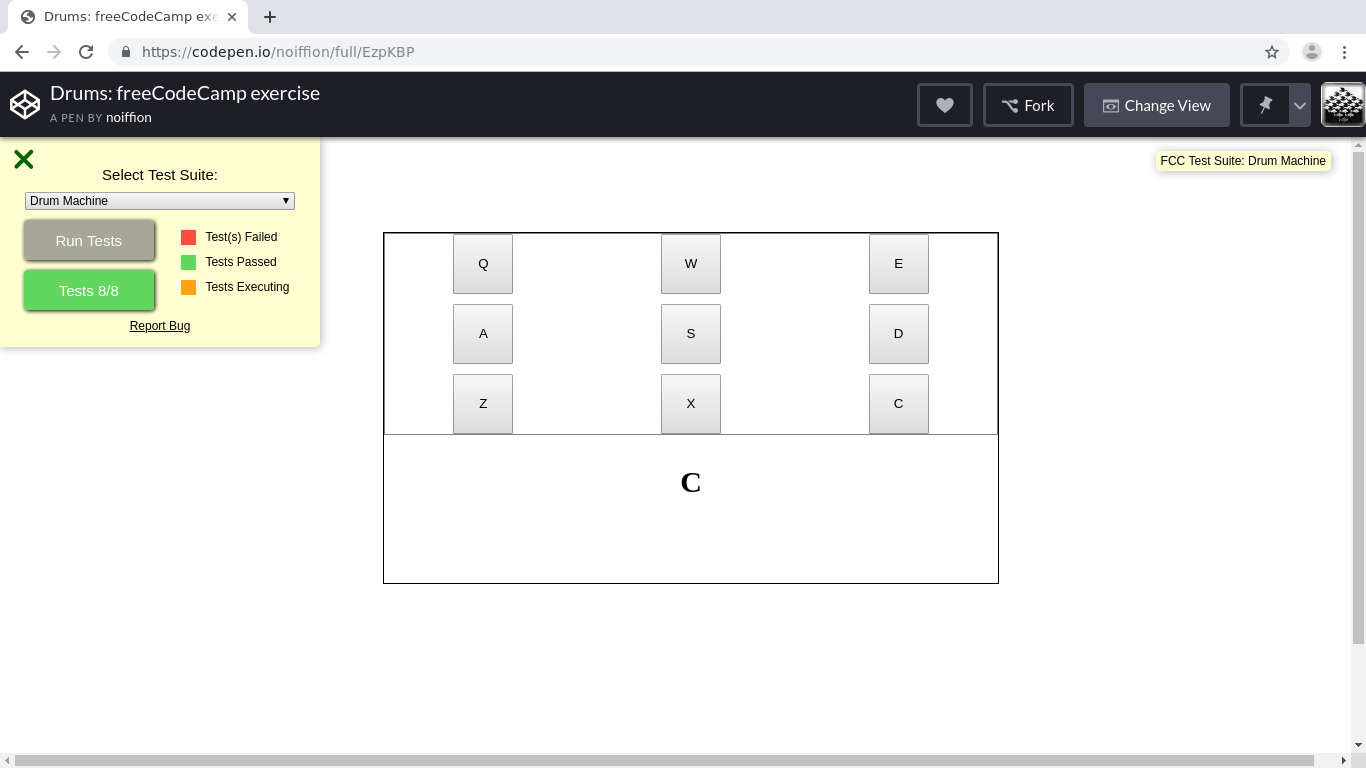 Drums: freeCodeCamp exe
https://codepen.io/noiffion/full/EzpKBP
Drums: freeCodeCamp exercise
A PEN BY noiffion
Fork
Change View
Select Test Suite:
Drum Machine
Run Tests
Tests 8/8
Test(s) Failed
Tests Passed
Tests Executing
Report Bug
FCC Test Suite: Drum Machine
Q W E
A S D
Z X C
C